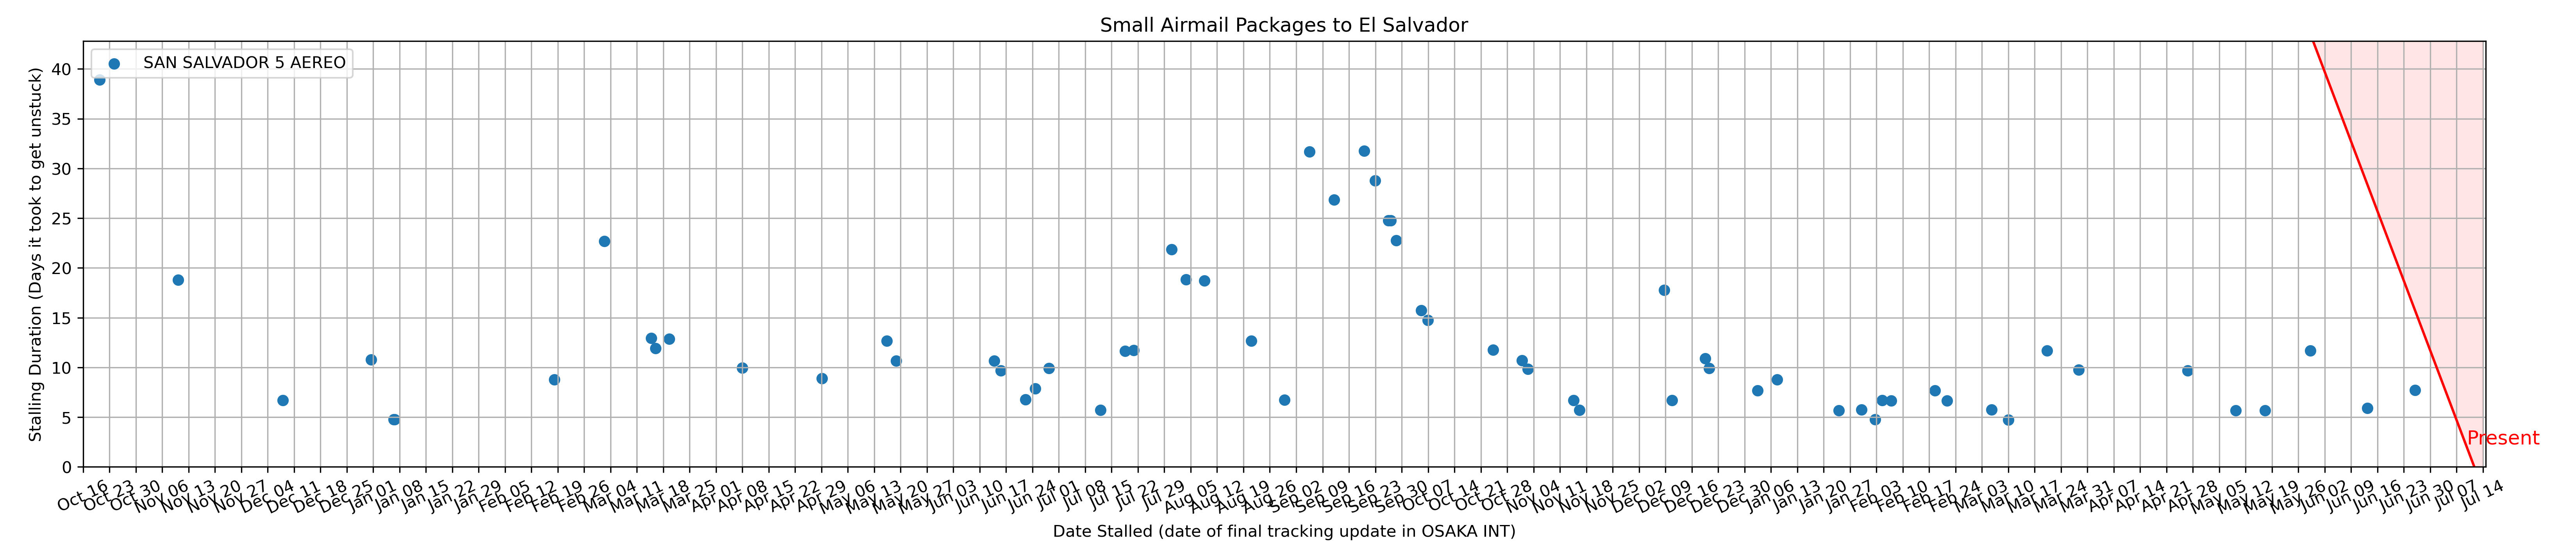 Small Airmail Packages to El Salvador
SAN SALVADOR 5 AEREO
Stalling Duration (Days it took to get unstuck)
40
35
30
25
20
15
10
5
0
Present
Oct 16
Oct 23
Oct 30
Nov 06
Nov 13
Nov 20
Nov 27
Dec 04
Dec 11
Dec 18
Dec 25
Jan 01
Jan 08
Jan 15
Jan 22
Jan 29
Feb 05
Feb 12
Feb 19
Feb 26
Mar 04
Mar 11
Mar 18
Mar 25
Apr 01
Apr 08
Apr 15
Apr 22
Apr 29
May 06
May 13
May 20
May 27
Jun 03
Jun 10
Jun 17
Jun 24
Jul 01
Jul 08
Jul 15
Jul 22
Jul 29
Aug 05
Aug 12
Aug 19
Aug 26
Sep 02
Sep 09
Sep 16
Sep 23
Sep 30
Oct 07
Oct 14
Oct 21
Oct 28
Nov 04
Nov 11
Nov 18
Nov 25
Dec 02
Dec 09
Dec 16
Dec 23
Dec 30
Jan 06
Jan 13
Jan 20
Jan 27
Feb 03
Feb 10
Feb 17
Feb 24
Mar 03
Mar 10
Mar 17
Mar 24
Mar 31
Apr 07
Apr 14
Apr 21
Apr 28
May 05
May 12
May 19
May 26
Jun 02
Jun 09
Jun 16
Jun 23
Jun 30
Jul 07
Jul 14
Date Stalled (date of final tracking update in OSAKA INT)